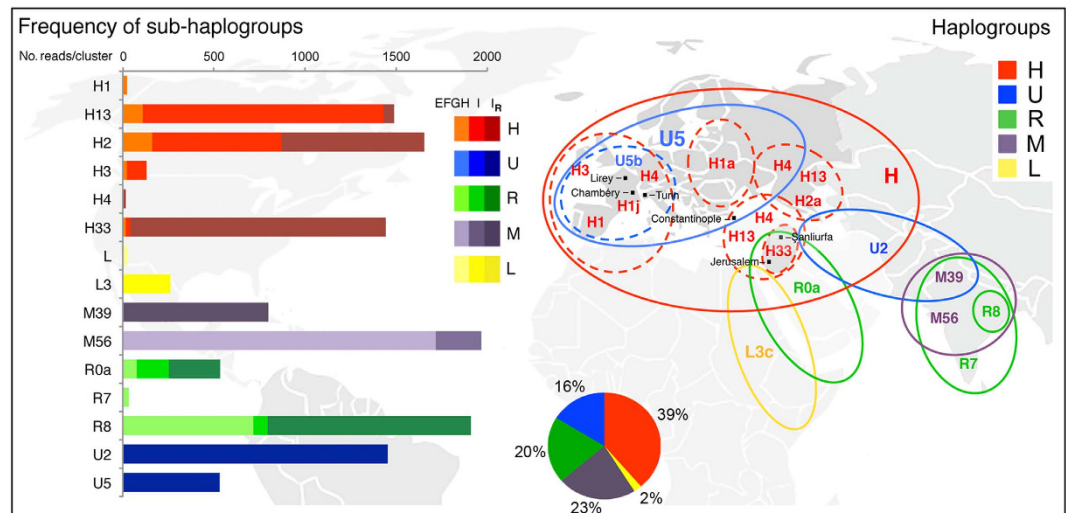 Frequency of sub-haplogroups
No. reads/cluster
0 500 1000 1500 2000
H1
H13
H2
H3
H4
H33
L
L3
M39
M56
R0a
R7
R8
U2
U5
EFGH I IR
H
U
R
M
L
Haplogroups
H
U
R
M
L
U5
U5b
H3
H4
Lirey
Chambéry
Turin
H1j
H1
H1a
H4
H13
H2a
H
Constantinople
H4
H13
Şanliurfa
H33
Jerusalem
U2
R0a
L3c
M39
M56
R8
R7
16%
39%
20%
23%
2%